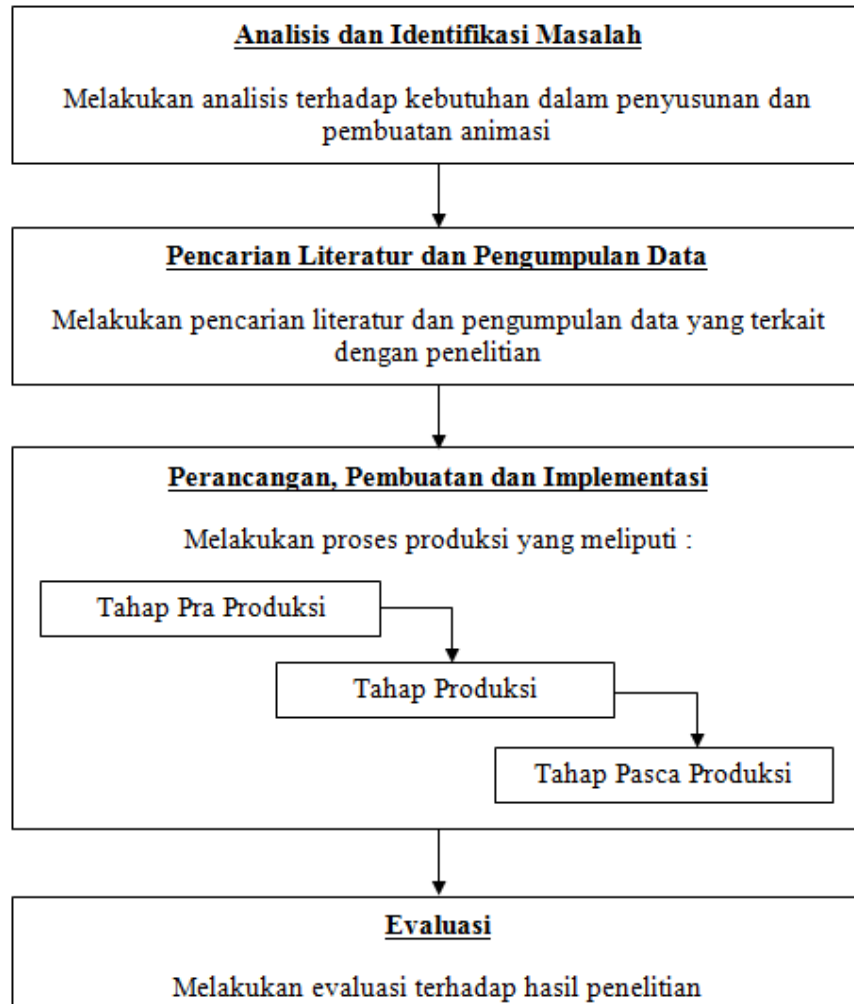 Analisis dan Identifikasi Masalah
Melakukan analisis terhadap kebutuhan dalam penyusunan dan
pembuatan animasi
Pencarian Literatur dan Pengumpulan Data
Melakukan pencarian literatur dan pengumpulan data yang terkait
dengan penelitian
Perancangan, Pembuatan dan Implementasi
Melakukan proses produksi yang meliputi :
Tahap Pra Produksi
Tahap Produksi
Tahap Pasca Produksi
Evaluasi
Melakukan evaluasi terhadap hasil penelitian